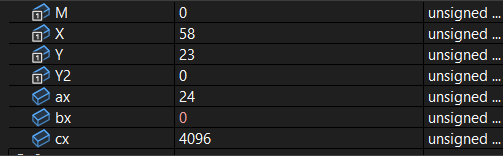 M 0 unsigned ...
X 58 unsigned ...
Y 23 unsigned ...
Y2 0 unsigned ...
ax 24 unsigned ...
bx 0 unsigned ...
cx 4096 unsigned ...